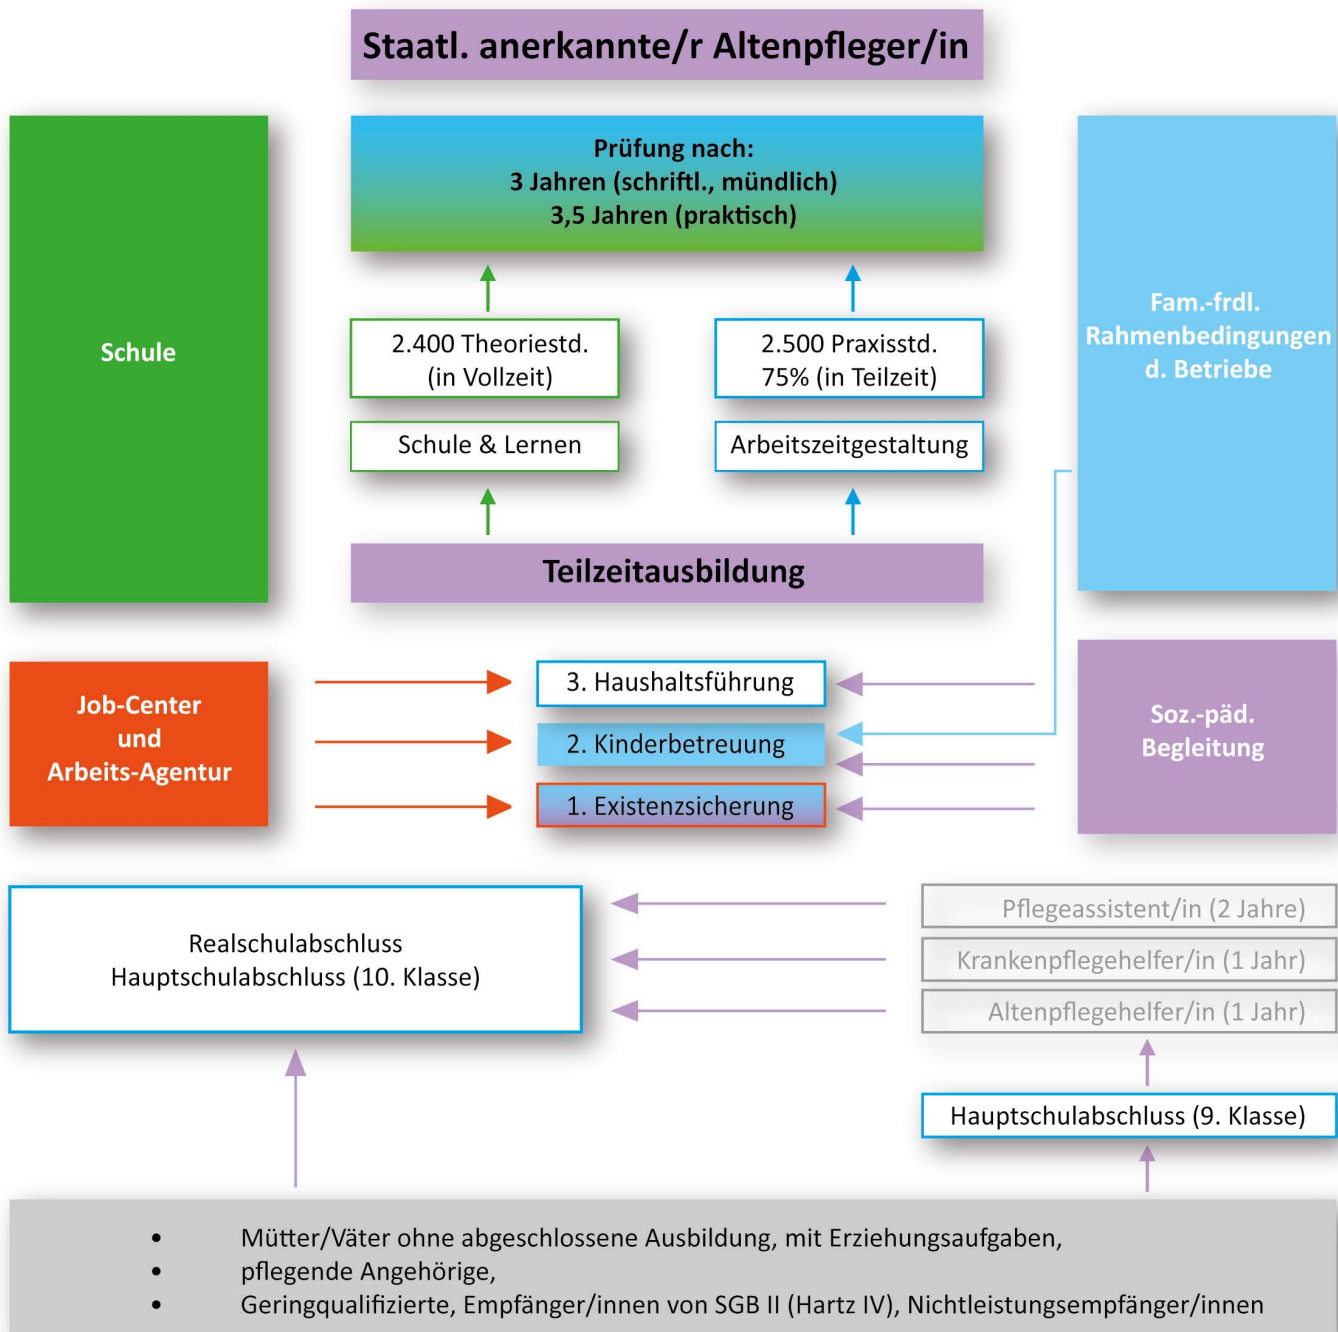 Staatl. anerkannte/r Altenpfleger/in
Prüfung nach:
3 Jahren (schriftl., mündlich)
3,5 Jahren (praktisch)
Schule
2.400 Theoriestd.
(in Vollzeit)
2.500 Praxisstd.
75% (in Teilzeit)
Fam.-frdl.
Rahmenbedingungen
d. Betriebe
Schule & Lernen
Arbeitszeitgestaltung
Teilzeitausbildung
Job-Center
und
Arbeits-Agentur
3. Haushaltsführung
2. Kinderbetreuung
1. Existenzsicherung
Soz.-päd.
Begleitung
Realschulabschluss
Hauptschulabschluss (10. Klasse)
Pflegeassistent/in (2 Jahre)
Krankenpflegehelfer/in (1 Jahr)
Altenpflegehelfer/in (1 Jahr)
Hauptschulabschluss (9. Klasse)
• Mütter/Väter ohne abgeschlossene Ausbildung, mit Erziehungsaufgaben,
• pflegende Angehörige,
• Geringqualifizierte, Empfänger/innen von SGB II (Hartz IV), Nichtleistungsempfänger/innen